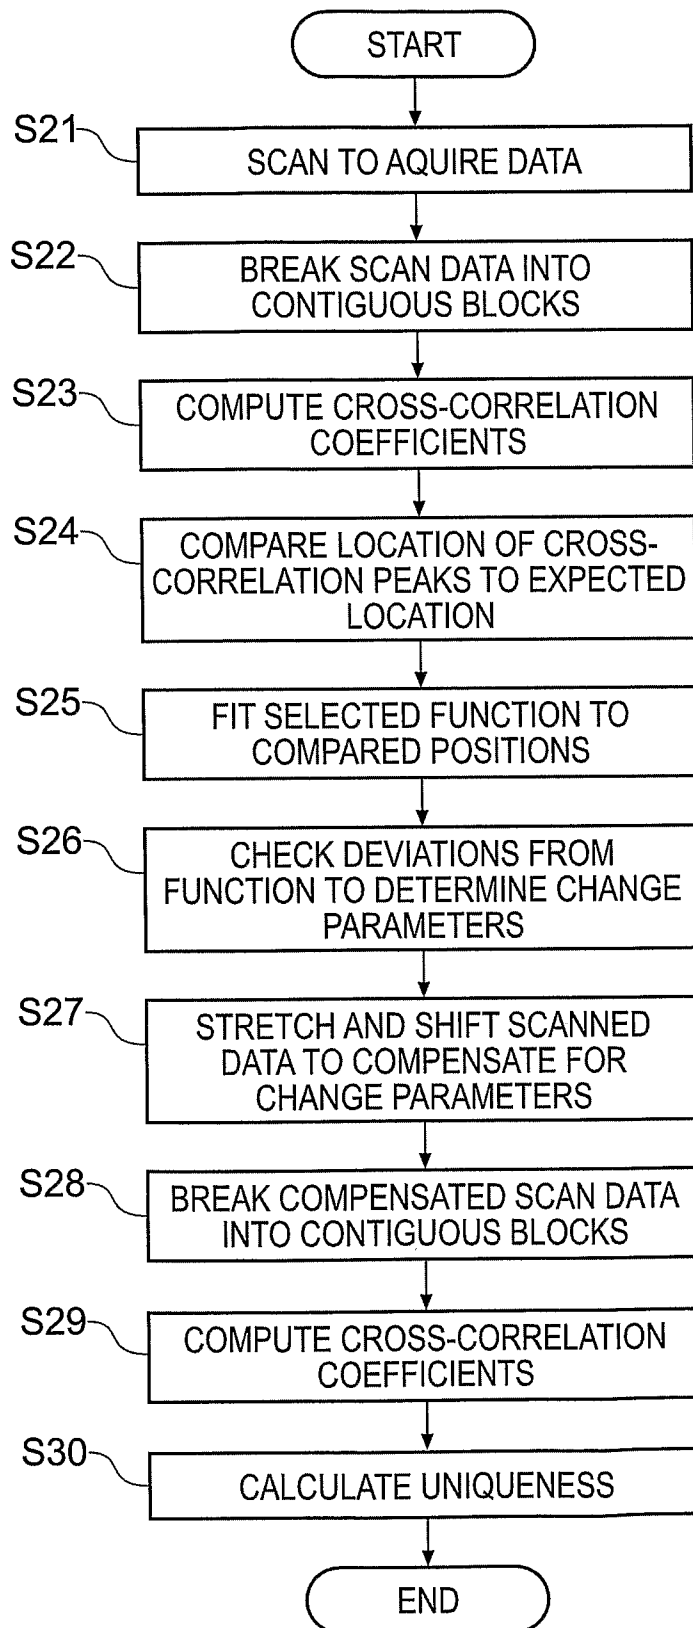 START
S21
SCAN TO AQUIRE DATA
S22
BREAK SCAN DATA INTO
CONTIGUOUS BLOCKS
S23
COMPUTE CROSS-CORRELATION
COEFFICIENTS
S24
COMPARE LOCATION OF CROSS-
CORRELATION PEAKS TO EXPECTED
LOCATION
S25
FIT SELECTED FUNCTION TO
COMPARED POSITIONS
S26
CHECK DEVIATIONS FROM
FUNCTION TO DETERMINE CHANGE
PARAMETERS
S27
STRETCH AND SHIFT SCANNED
DATA TO COMPENSATE FOR
CHANGE PARAMETERS
S28
BREAK COMPENSATED SCAN DATA
INTO CONTIGUOUS BLOCKS
S29
COMPUTE CROSS-CORRELATION
COEFFICIENTS
S30
CALCULATE UNIQUENESS
END